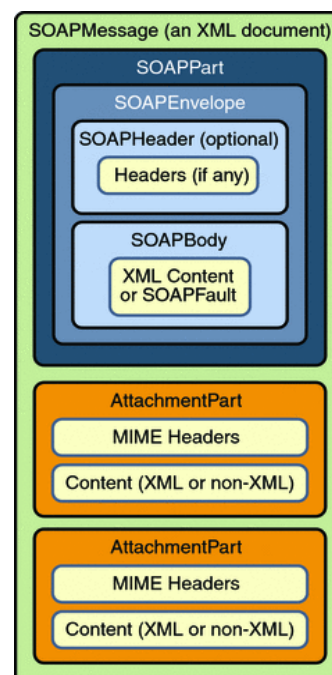 SOAPMessage (an XML document)
SOAPPart
SOAPEnvelope
SOAPHeader (optional)
Headers (if any)
SOAPBody
XML Content
or SOAPFault
AttachmentPart
MIME Headers
Content (XML or non-XML)
AttachmentPart
MIME Headers
Content (XML or non-XML)